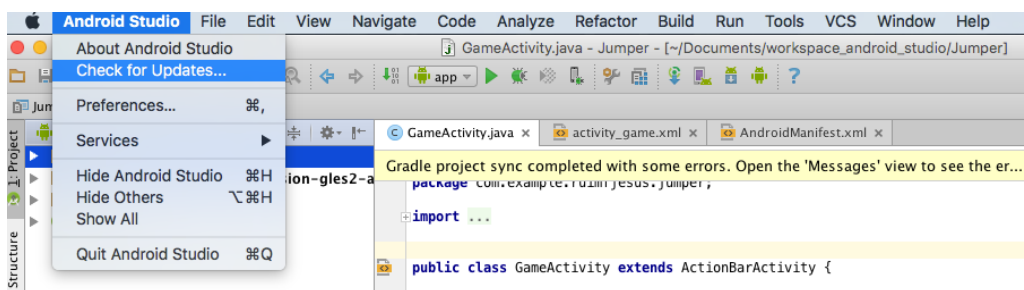 Android Studio File Edit View Navigate Code Analyze Refactor Build Run Tools VCS Window Help
About Android Studio
GameActivity.java - Jumper - [~/Documents/workspace_android_studio/Jumper]
Check for Updates...
app
?
Jum
Preferences... ⌘,
GameActivity.java × activity_game.xml × AndroidManifest.xml ×
Services
1: Project
Gradle project sync completed with some errors. Open the 'Messages' view to see the er...
Hide Android Studio ⌘H
ion-gles2-a
Hide Others ⌥⌘H
Show All
import ...
Structure
Quit Android Studio ⌘Q
public class GameActivity extends ActionBarActivity {